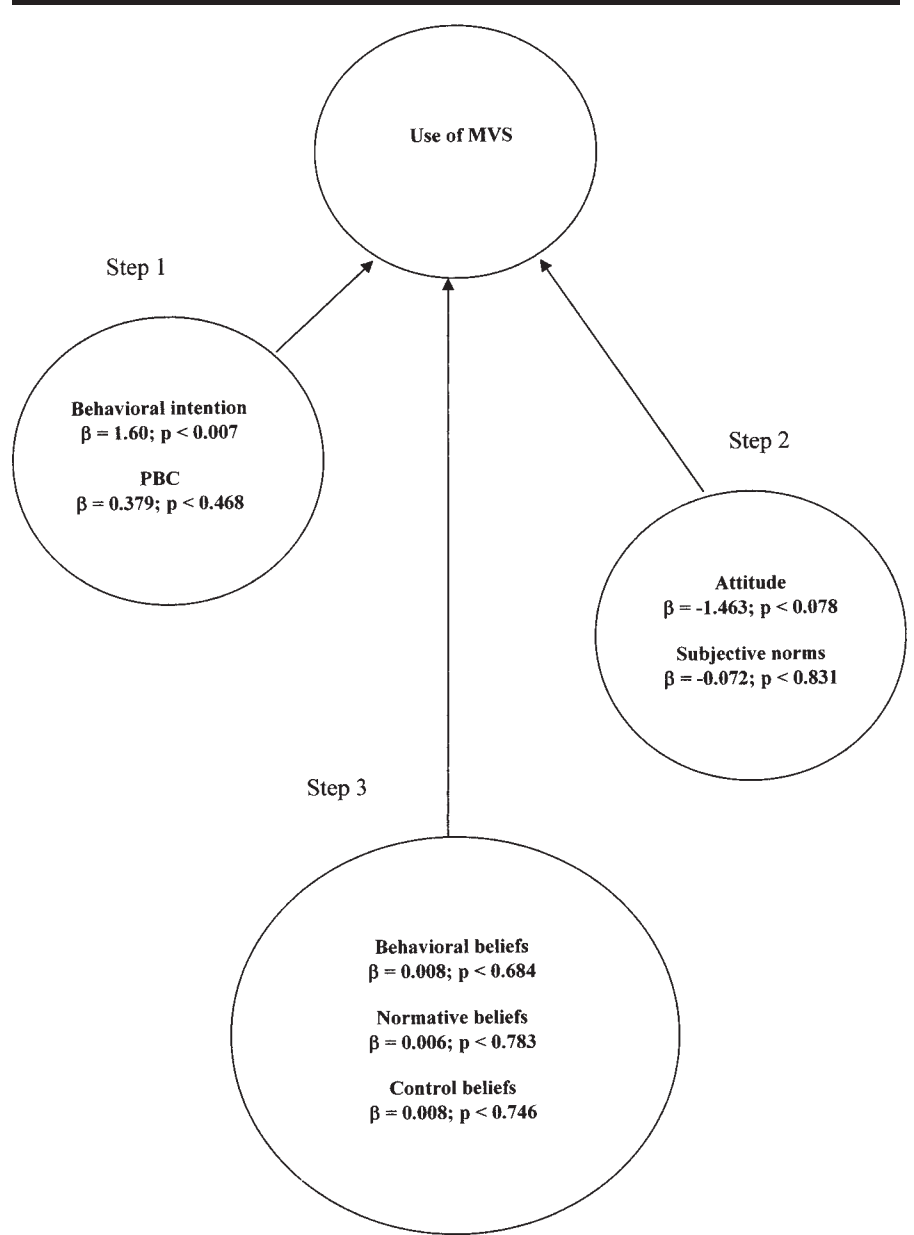 Use of MVS
Step 1
Behavioral intention
β = 1.60; p < 0.007
PBC
β = 0.379; p < 0.468
Step 2
Attitude
β = -1.463; p < 0.078
Subjective norms
β = -0.072; p < 0.831
Step 3
Behavioral beliefs
β = 0.008; p < 0.684
Normative beliefs
β = 0.006; p < 0.783
Control beliefs
β = 0.008; p < 0.746